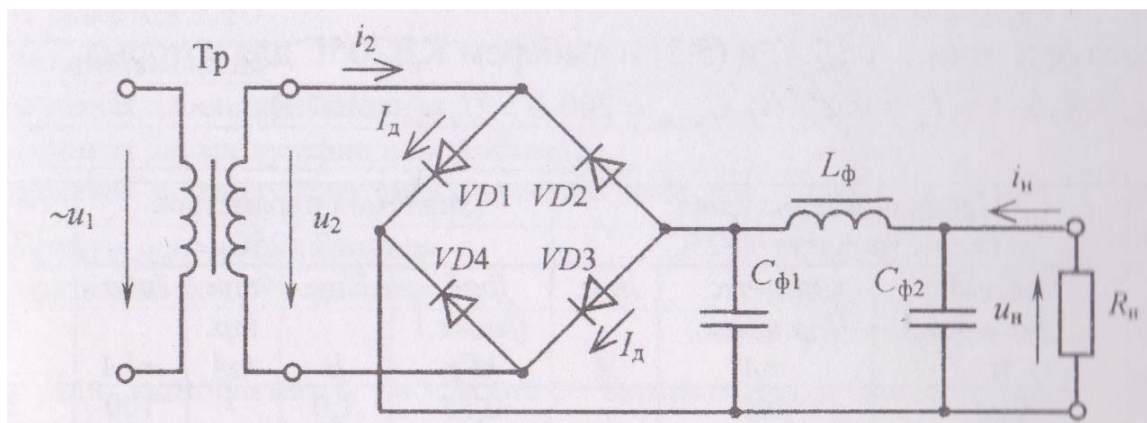 Тр
i₂
~u₁
u₂
Iд
VD1
VD2
VD4
VD3
Iд
Lф
Cф1
Cф2
iн
uн
Rн